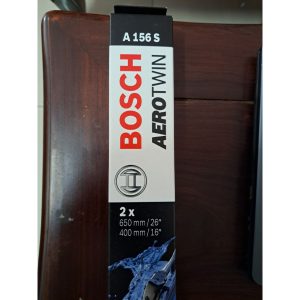 A 156 S
BOSCH
AEROTWIN
2 x
650 mm / 26"
400 mm / 16"